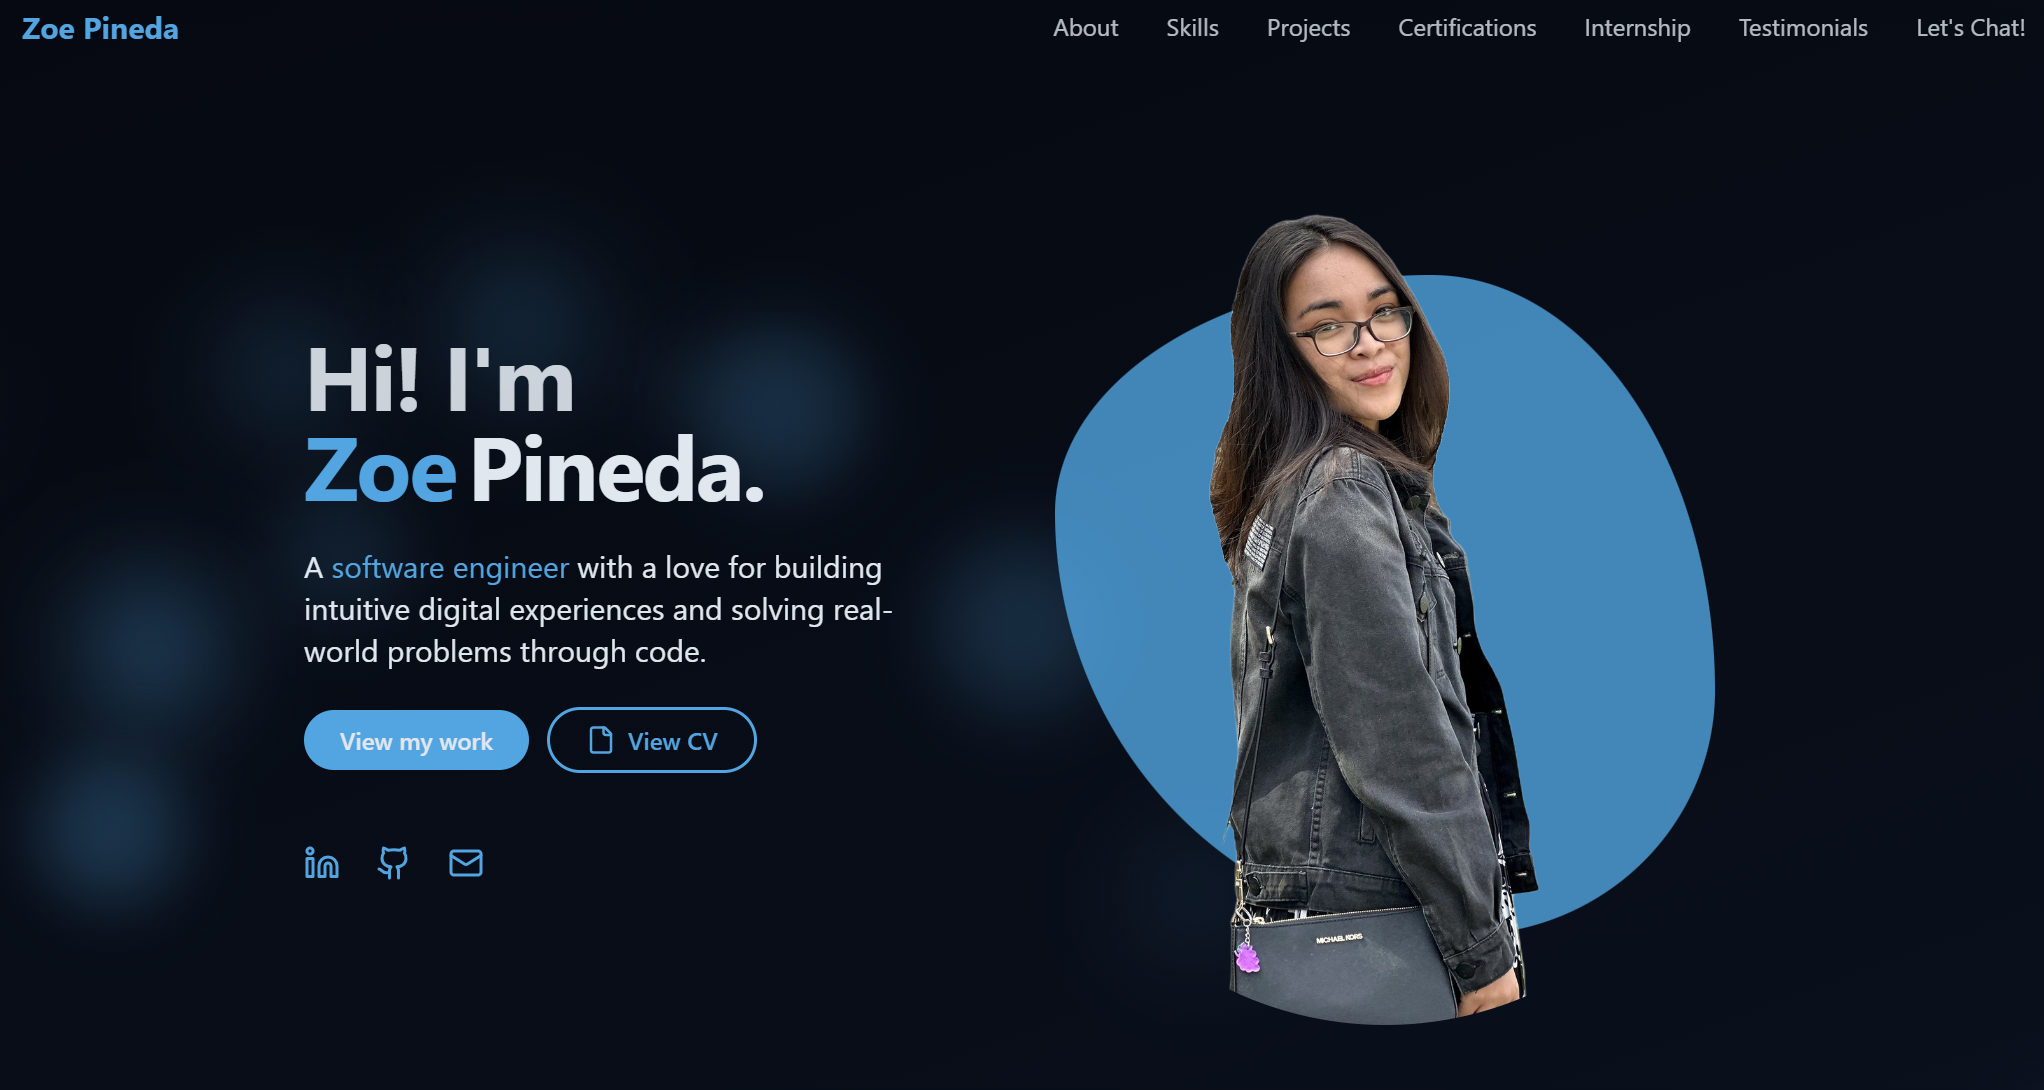 Zoe Pineda
About Skills Projects Certifications Internship Testimonials Let's Chat!
Hi! I'm
Zoe Pineda.
A software engineer with a love for building
intuitive digital experiences and solving real-
world problems through code.
View my work
View CV
in
MICHAEL KORS